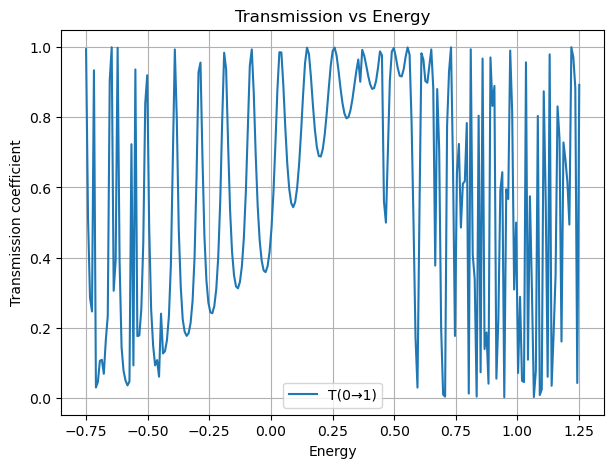 Transmission vs Energy
Transmission coefficient
1.0
0.8
0.6
0.4
0.2
0.0
T(0→1)
−0.75 −0.50 −0.25 0.00 0.25 0.50 0.75 1.00 1.25
Energy